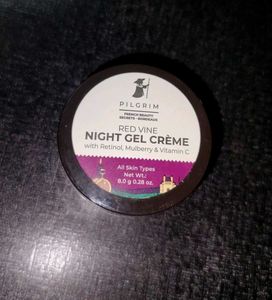 PILGRIM
FRENCH BEAUTY
SECRETS - BORDEAUX
RED VINE
NIGHT GEL CRÈME
with Retinol, Mulberry & Vitamin C
All Skin Types
Net Wt.:
8.0 g 0.28 oz.